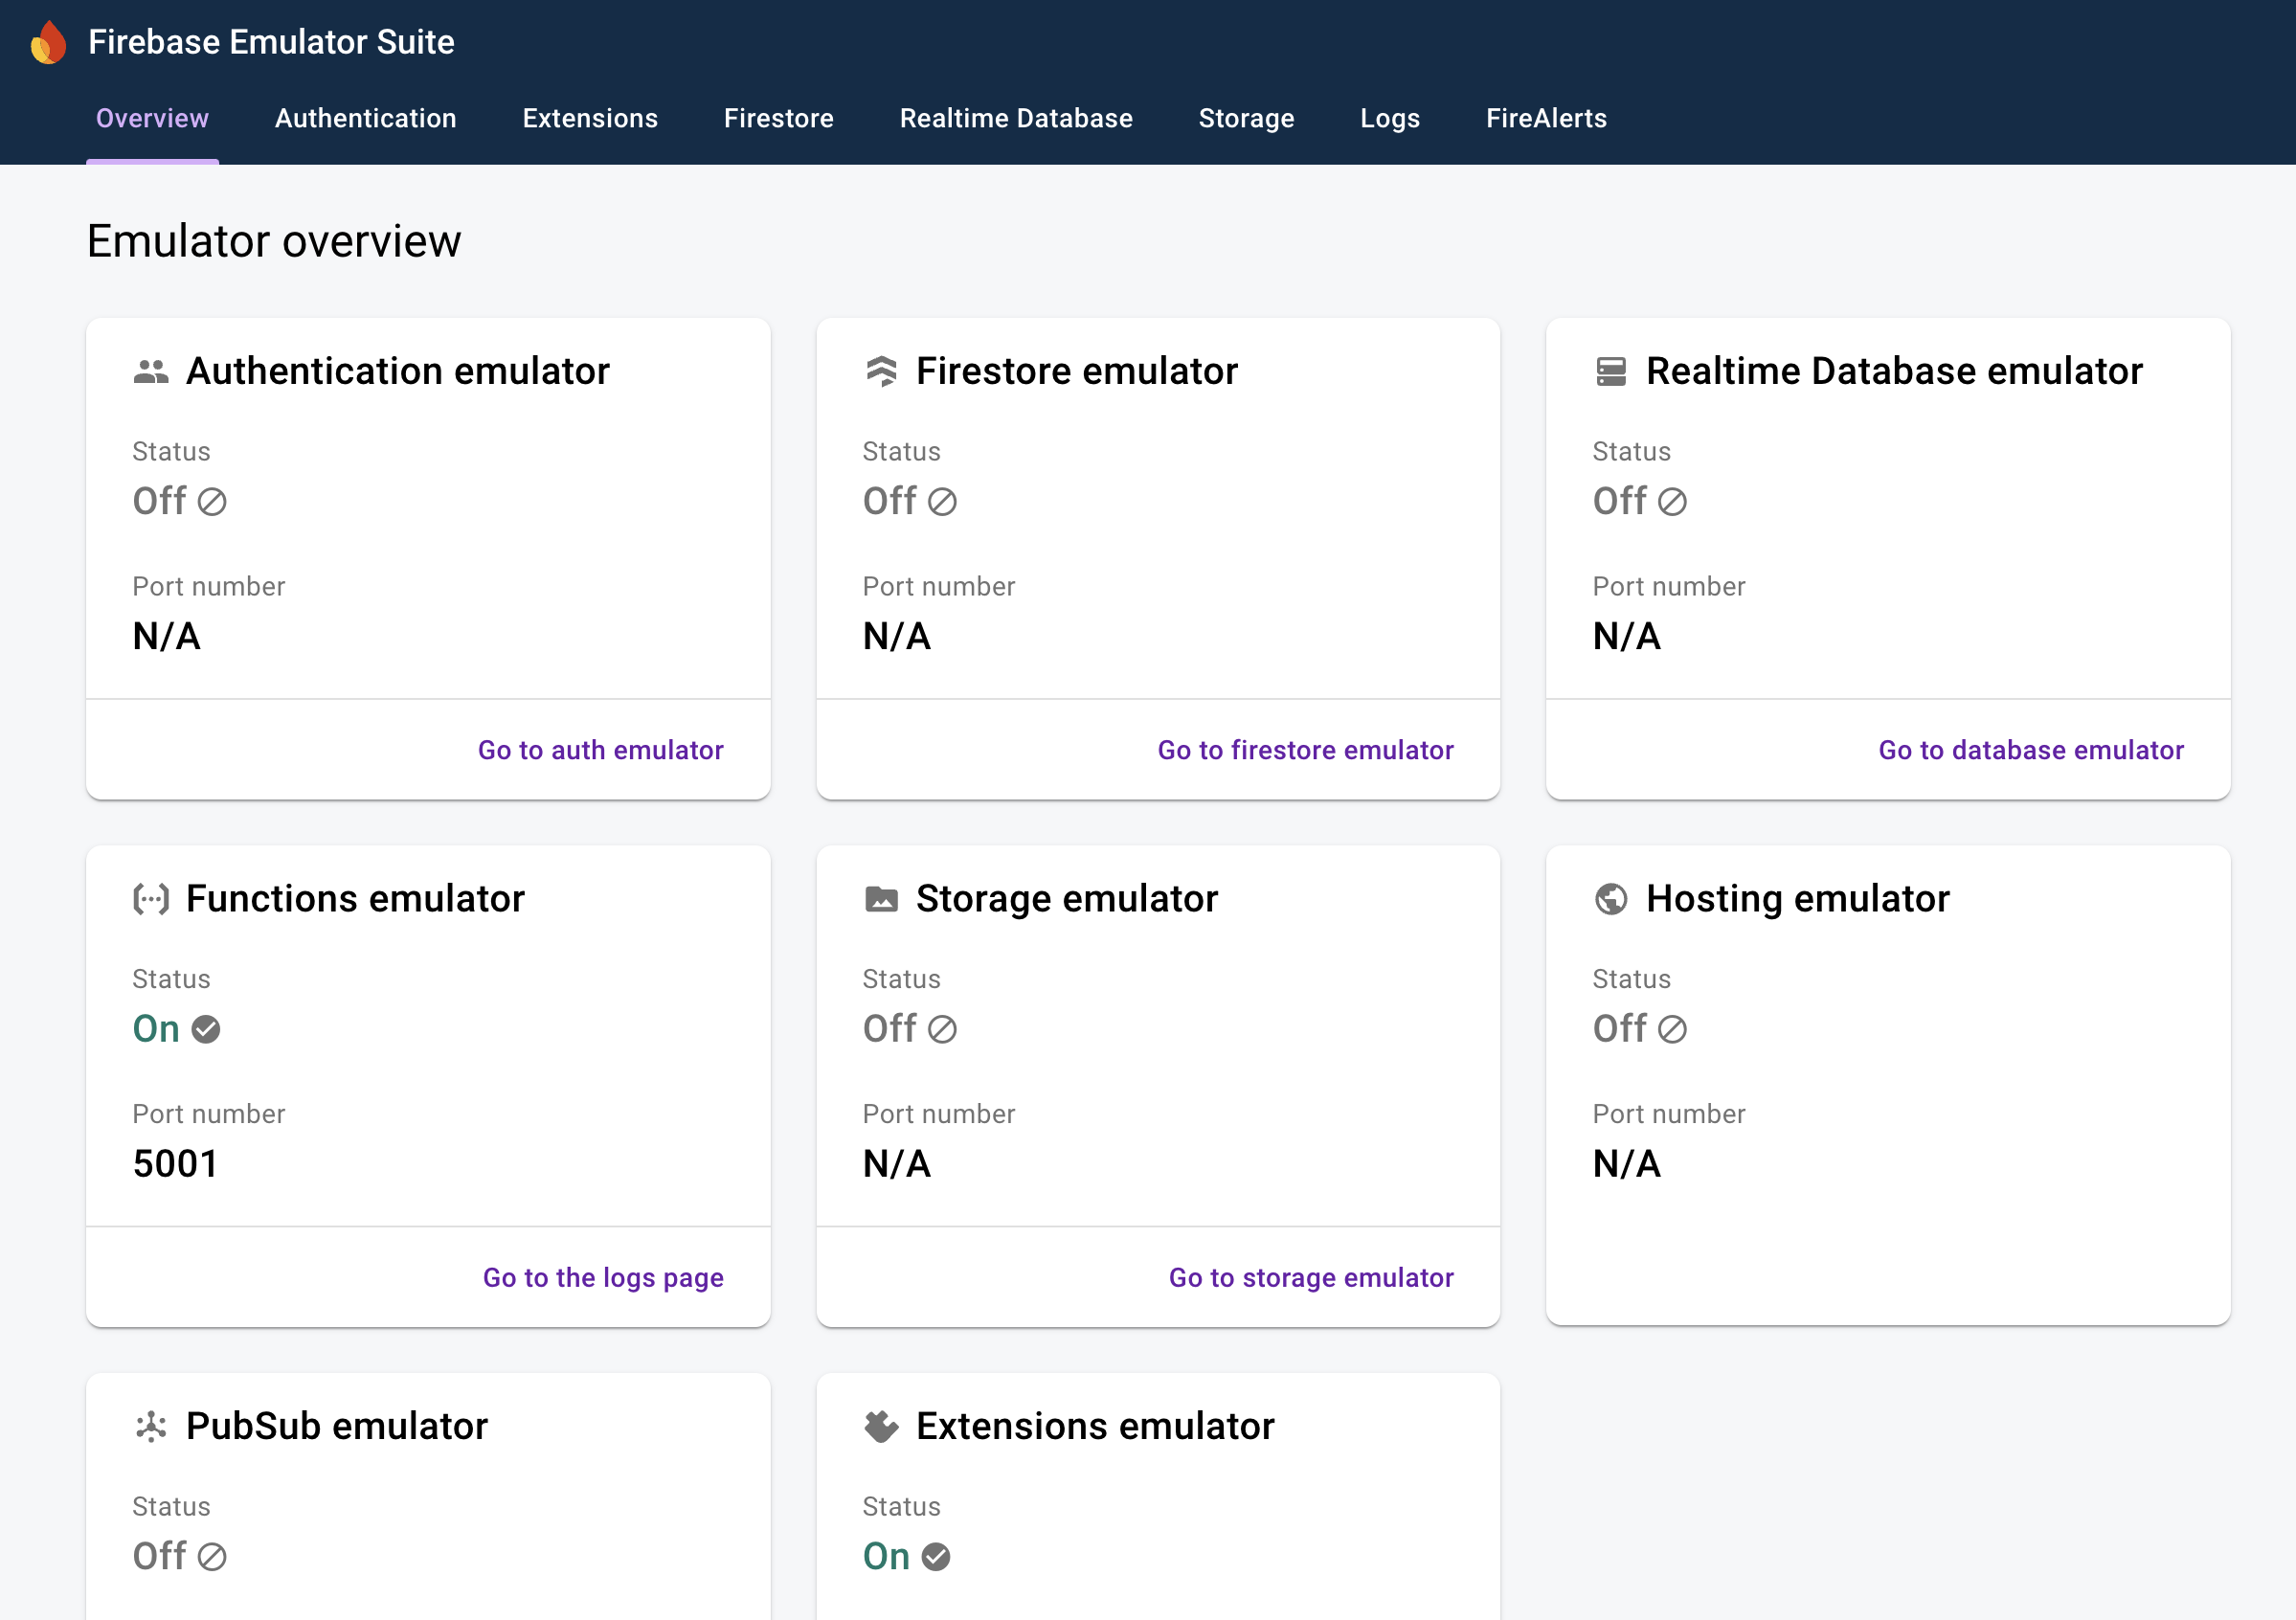 Firebase Emulator Suite
Overview Authentication Extensions Firestore Realtime Database Storage Logs FireAlerts
Emulator overview
Authentication emulator
Status
Off
Port number
N/A
Go to auth emulator
Firestore emulator
Status
Off
Port number
N/A
Go to firestore emulator
Realtime Database emulator
Status
Off
Port number
N/A
Go to database emulator
Functions emulator
Status
On
Port number
5001
Go to the logs page
Storage emulator
Status
Off
Port number
N/A
Go to storage emulator
Hosting emulator
Status
Off
Port number
N/A
PubSub emulator
Status
Off
Extensions emulator
Status
On